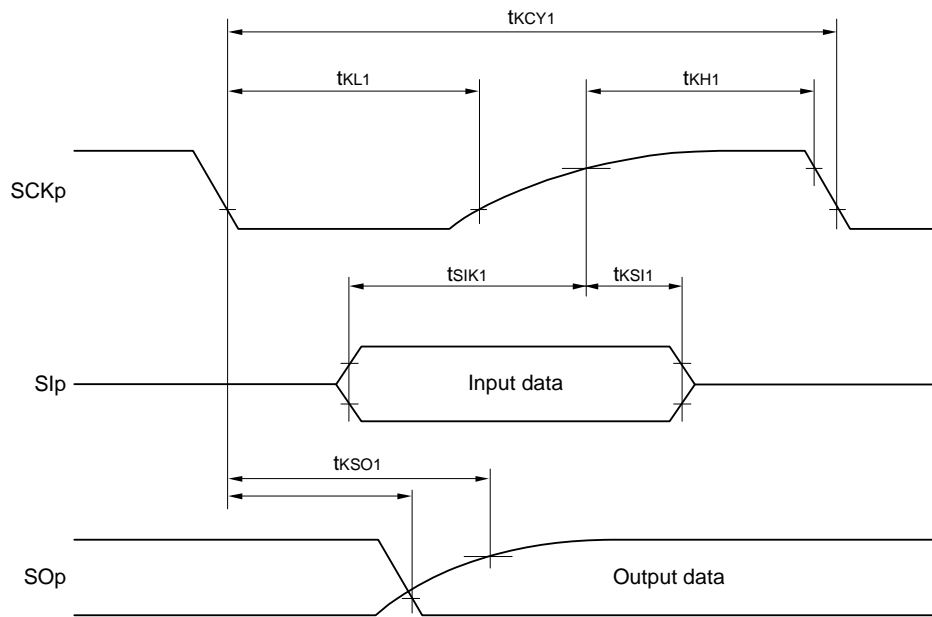 tKCY1
tKL1
tKH1
SCKp
tSIK1
tKSI1
SIp
Input data
tKSO1
SOp
Output data